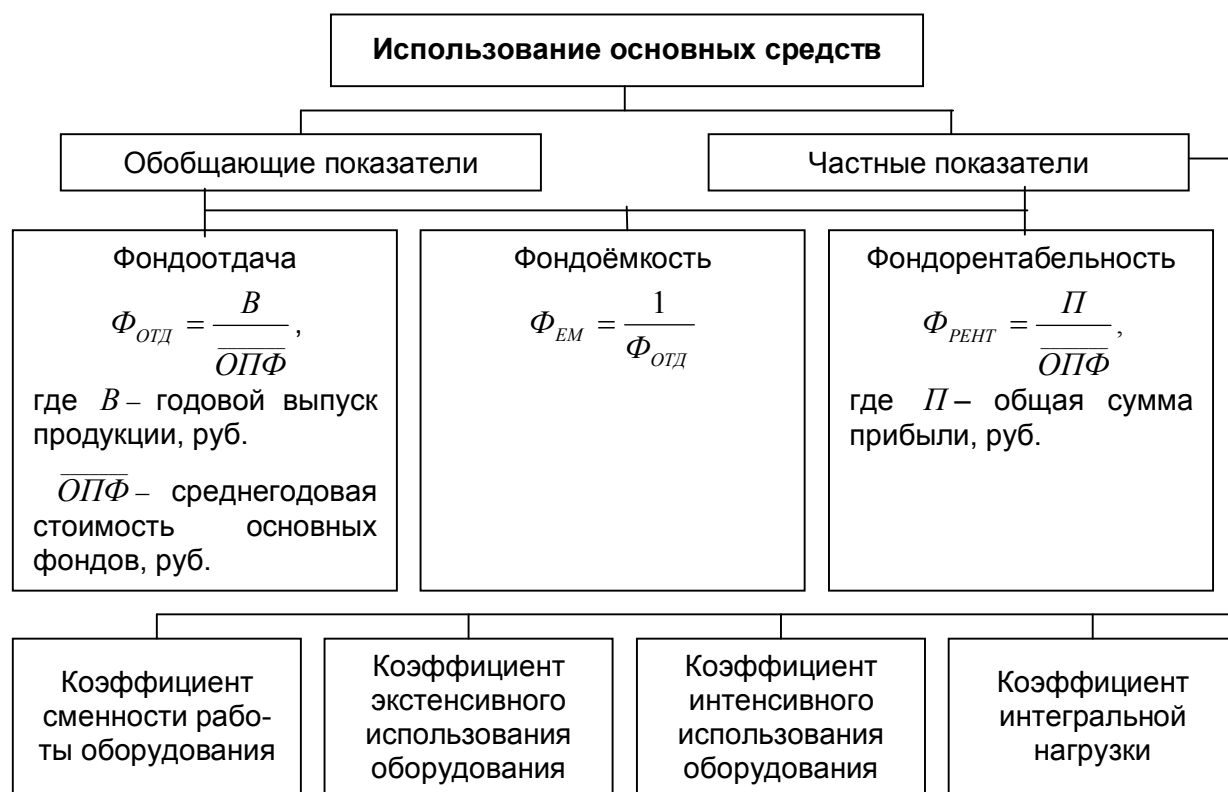 Использование основных средств
Обобщающие показатели
Частные показатели
Фондоотдача
Ф_ОТД = В / ОПФ,
где В – годовой выпуск
продукции, руб.
ОПФ – среднегодовая
стоимость основных
фондов, руб.
Фондоёмкость
Ф_ЕМ = 1 / Ф_ОТД
Фондорентабельность
Ф_РЕНТ = П / ОПФ,
где П – общая сумма
прибыли, руб.
Коэффициент
сменности рабо-
ты оборудования
Коэффициент
экстенсивного
использования
оборудования
Коэффициент
интенсивного
использования
оборудования
Коэффициент
интегральной
нагрузки